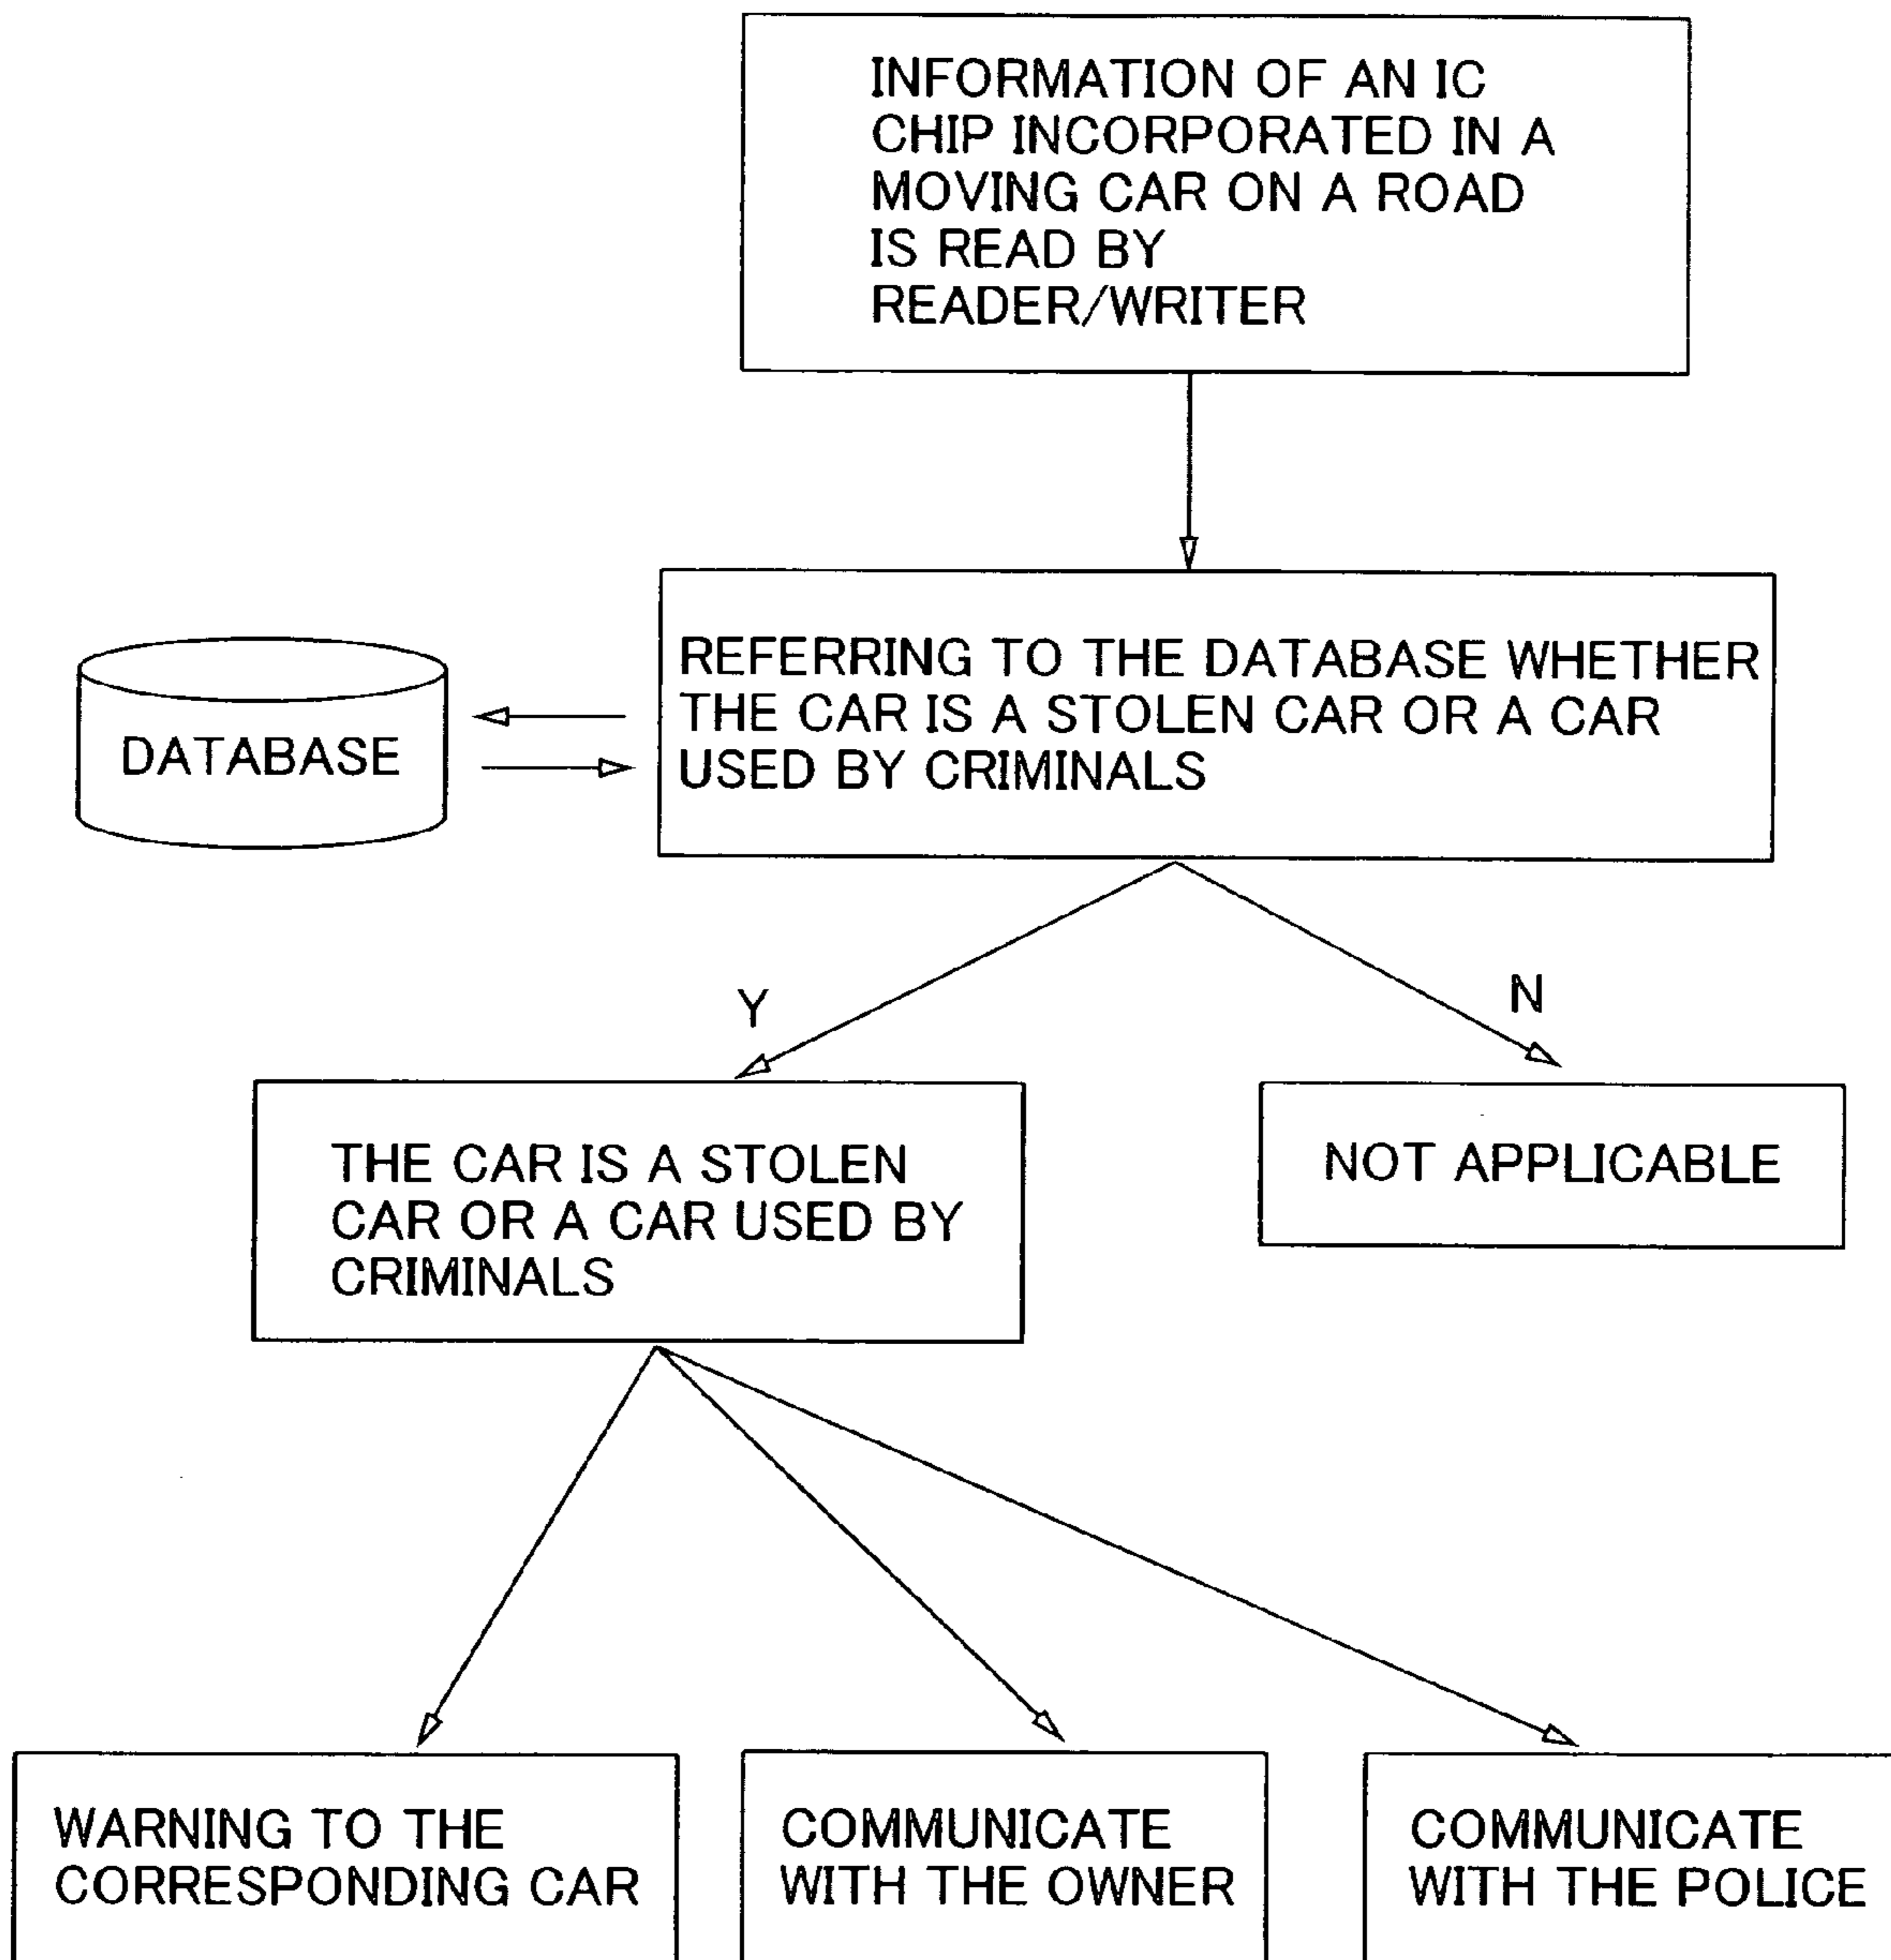 INFORMATION OF AN IC
CHIP INCORPORATED IN A
MOVING CAR ON A ROAD
IS READ BY
READER/WRITER
REFERRING TO THE DATABASE WHETHER
THE CAR IS A STOLEN CAR OR A CAR
USED BY CRIMINALS
DATABASE
Y
N
THE CAR IS A STOLEN
CAR OR A CAR USED BY
CRIMINALS
NOT APPLICABLE
WARNING TO THE
CORRESPONDING CAR
COMMUNICATE
WITH THE OWNER
COMMUNICATE
WITH THE POLICE